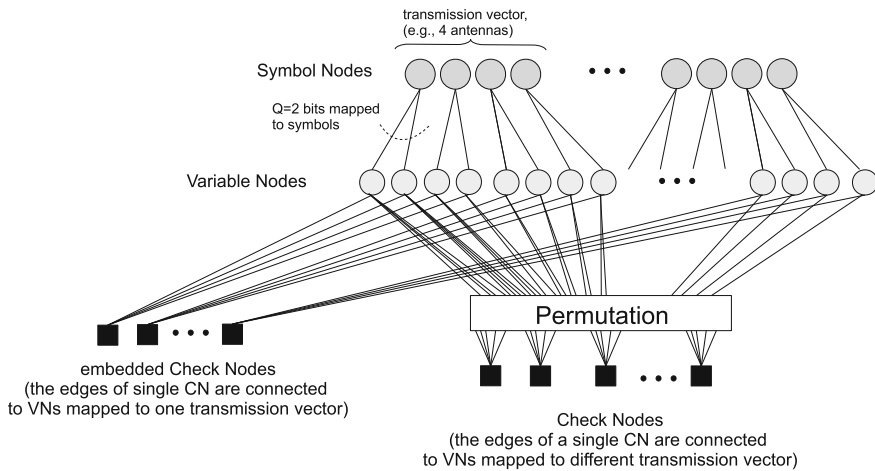 transmission vector,
(e.g., 4 antennas)
Symbol Nodes
Q=2 bits mapped
to symbols
Variable Nodes
Permutation
embedded Check Nodes
(the edges of single CN are connected
to VNs mapped to one transmission vector)
Check Nodes
(the edges of a single CN are connected
to VNs mapped to different transmission vector)